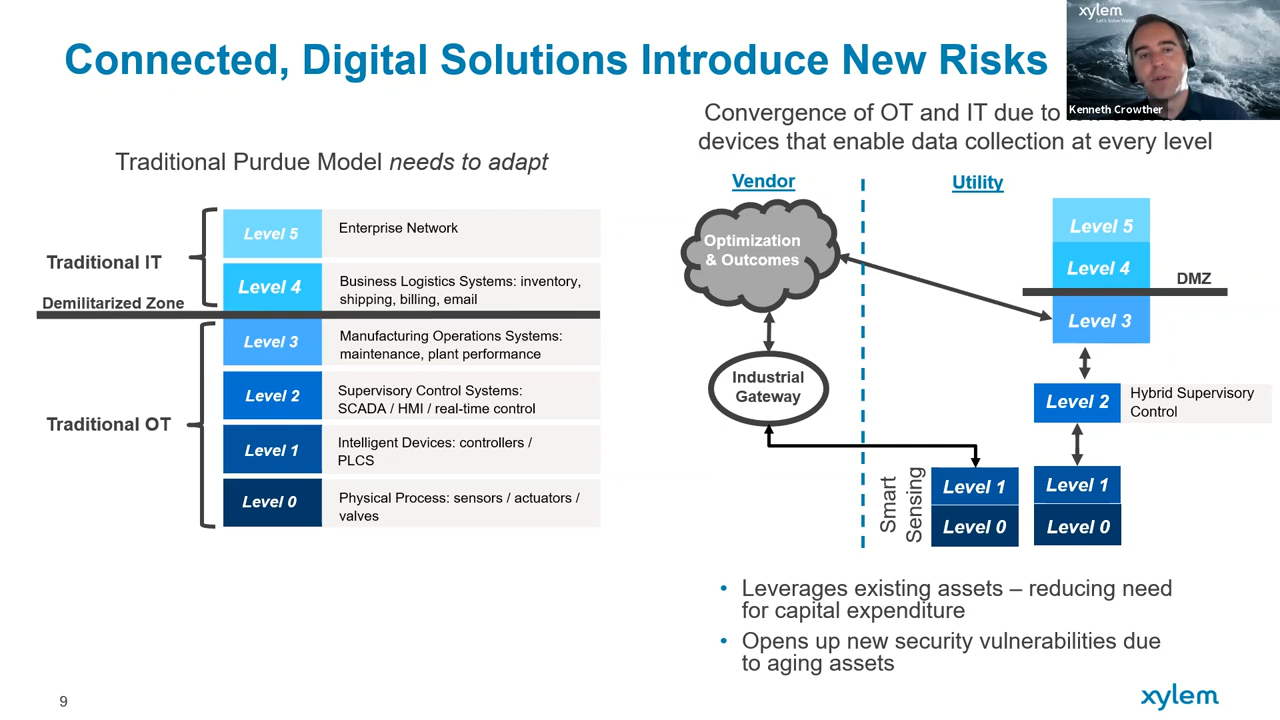 Connected, Digital Solutions Introduce New Risks
xylem
Let's Solve Water
Kenneth Crowther
Traditional Purdue Model needs to adapt
Traditional IT
Demilitarized Zone
Traditional OT
Level 5
Enterprise Network
Level 4
Business Logistics Systems: inventory,
shipping, billing, email
Level 3
Manufacturing Operations Systems:
maintenance, plant performance
Level 2
Supervisory Control Systems:
SCADA / HMI / real-time control
Level 1
Intelligent Devices: controllers /
PLCS
Level 0
Physical Process: sensors / actuators /
valves
Convergence of OT and IT due to
devices that enable data collection at every level
Vendor
Utility
Optimization
& Outcomes
Industrial
Gateway
Level 5
Level 4
DMZ
Level 3
Level 2
Hybrid Supervisory
Control
Smart
Sensing
Level 1
Level 0
Level 1
Level 0
• Leverages existing assets – reducing need
for capital expenditure
• Opens up new security vulnerabilities due
to aging assets
9
xylem